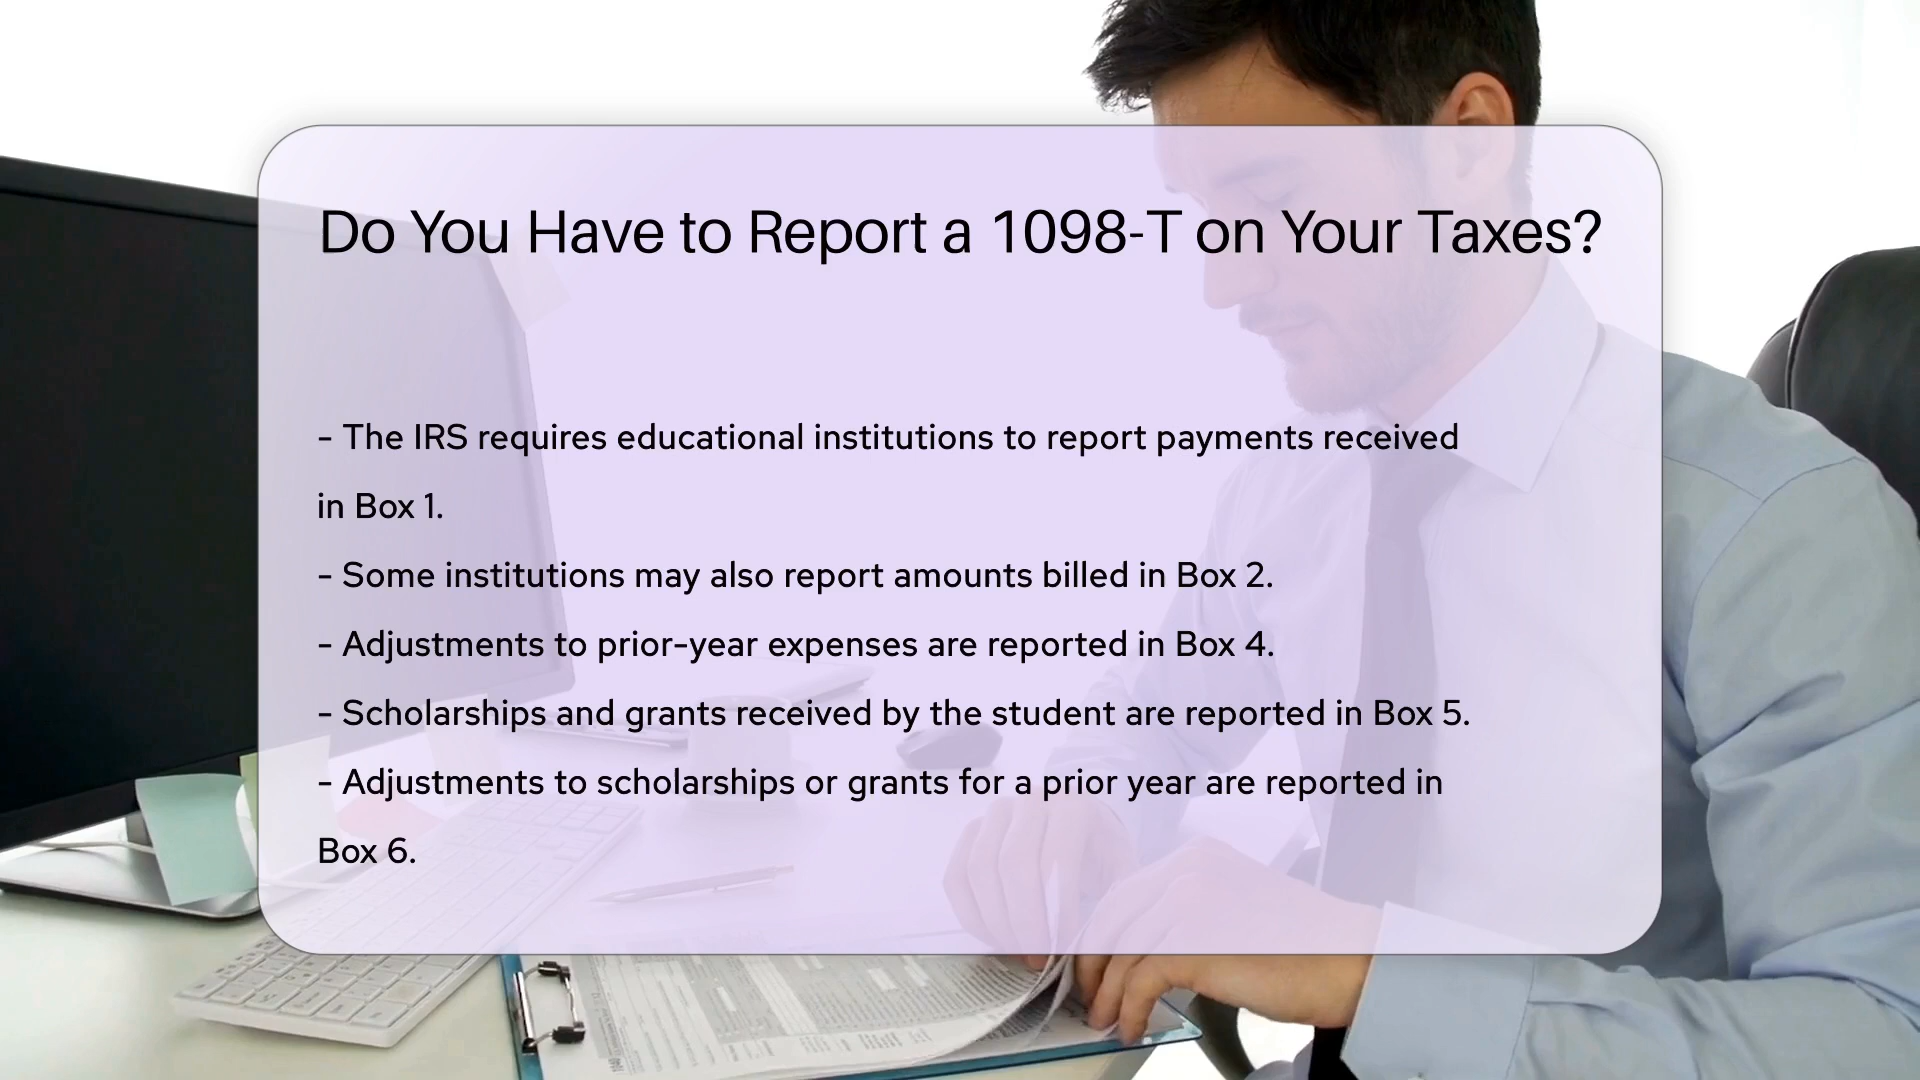 Do You Have to Report a 1098-T on Your Taxes?
- The IRS requires educational institutions to report payments received
in Box 1.
- Some institutions may also report amounts billed in Box 2.
- Adjustments to prior-year expenses are reported in Box 4.
- Scholarships and grants received by the student are reported in Box 5.
- Adjustments to scholarships or grants for a prior year are reported in
Box 6.